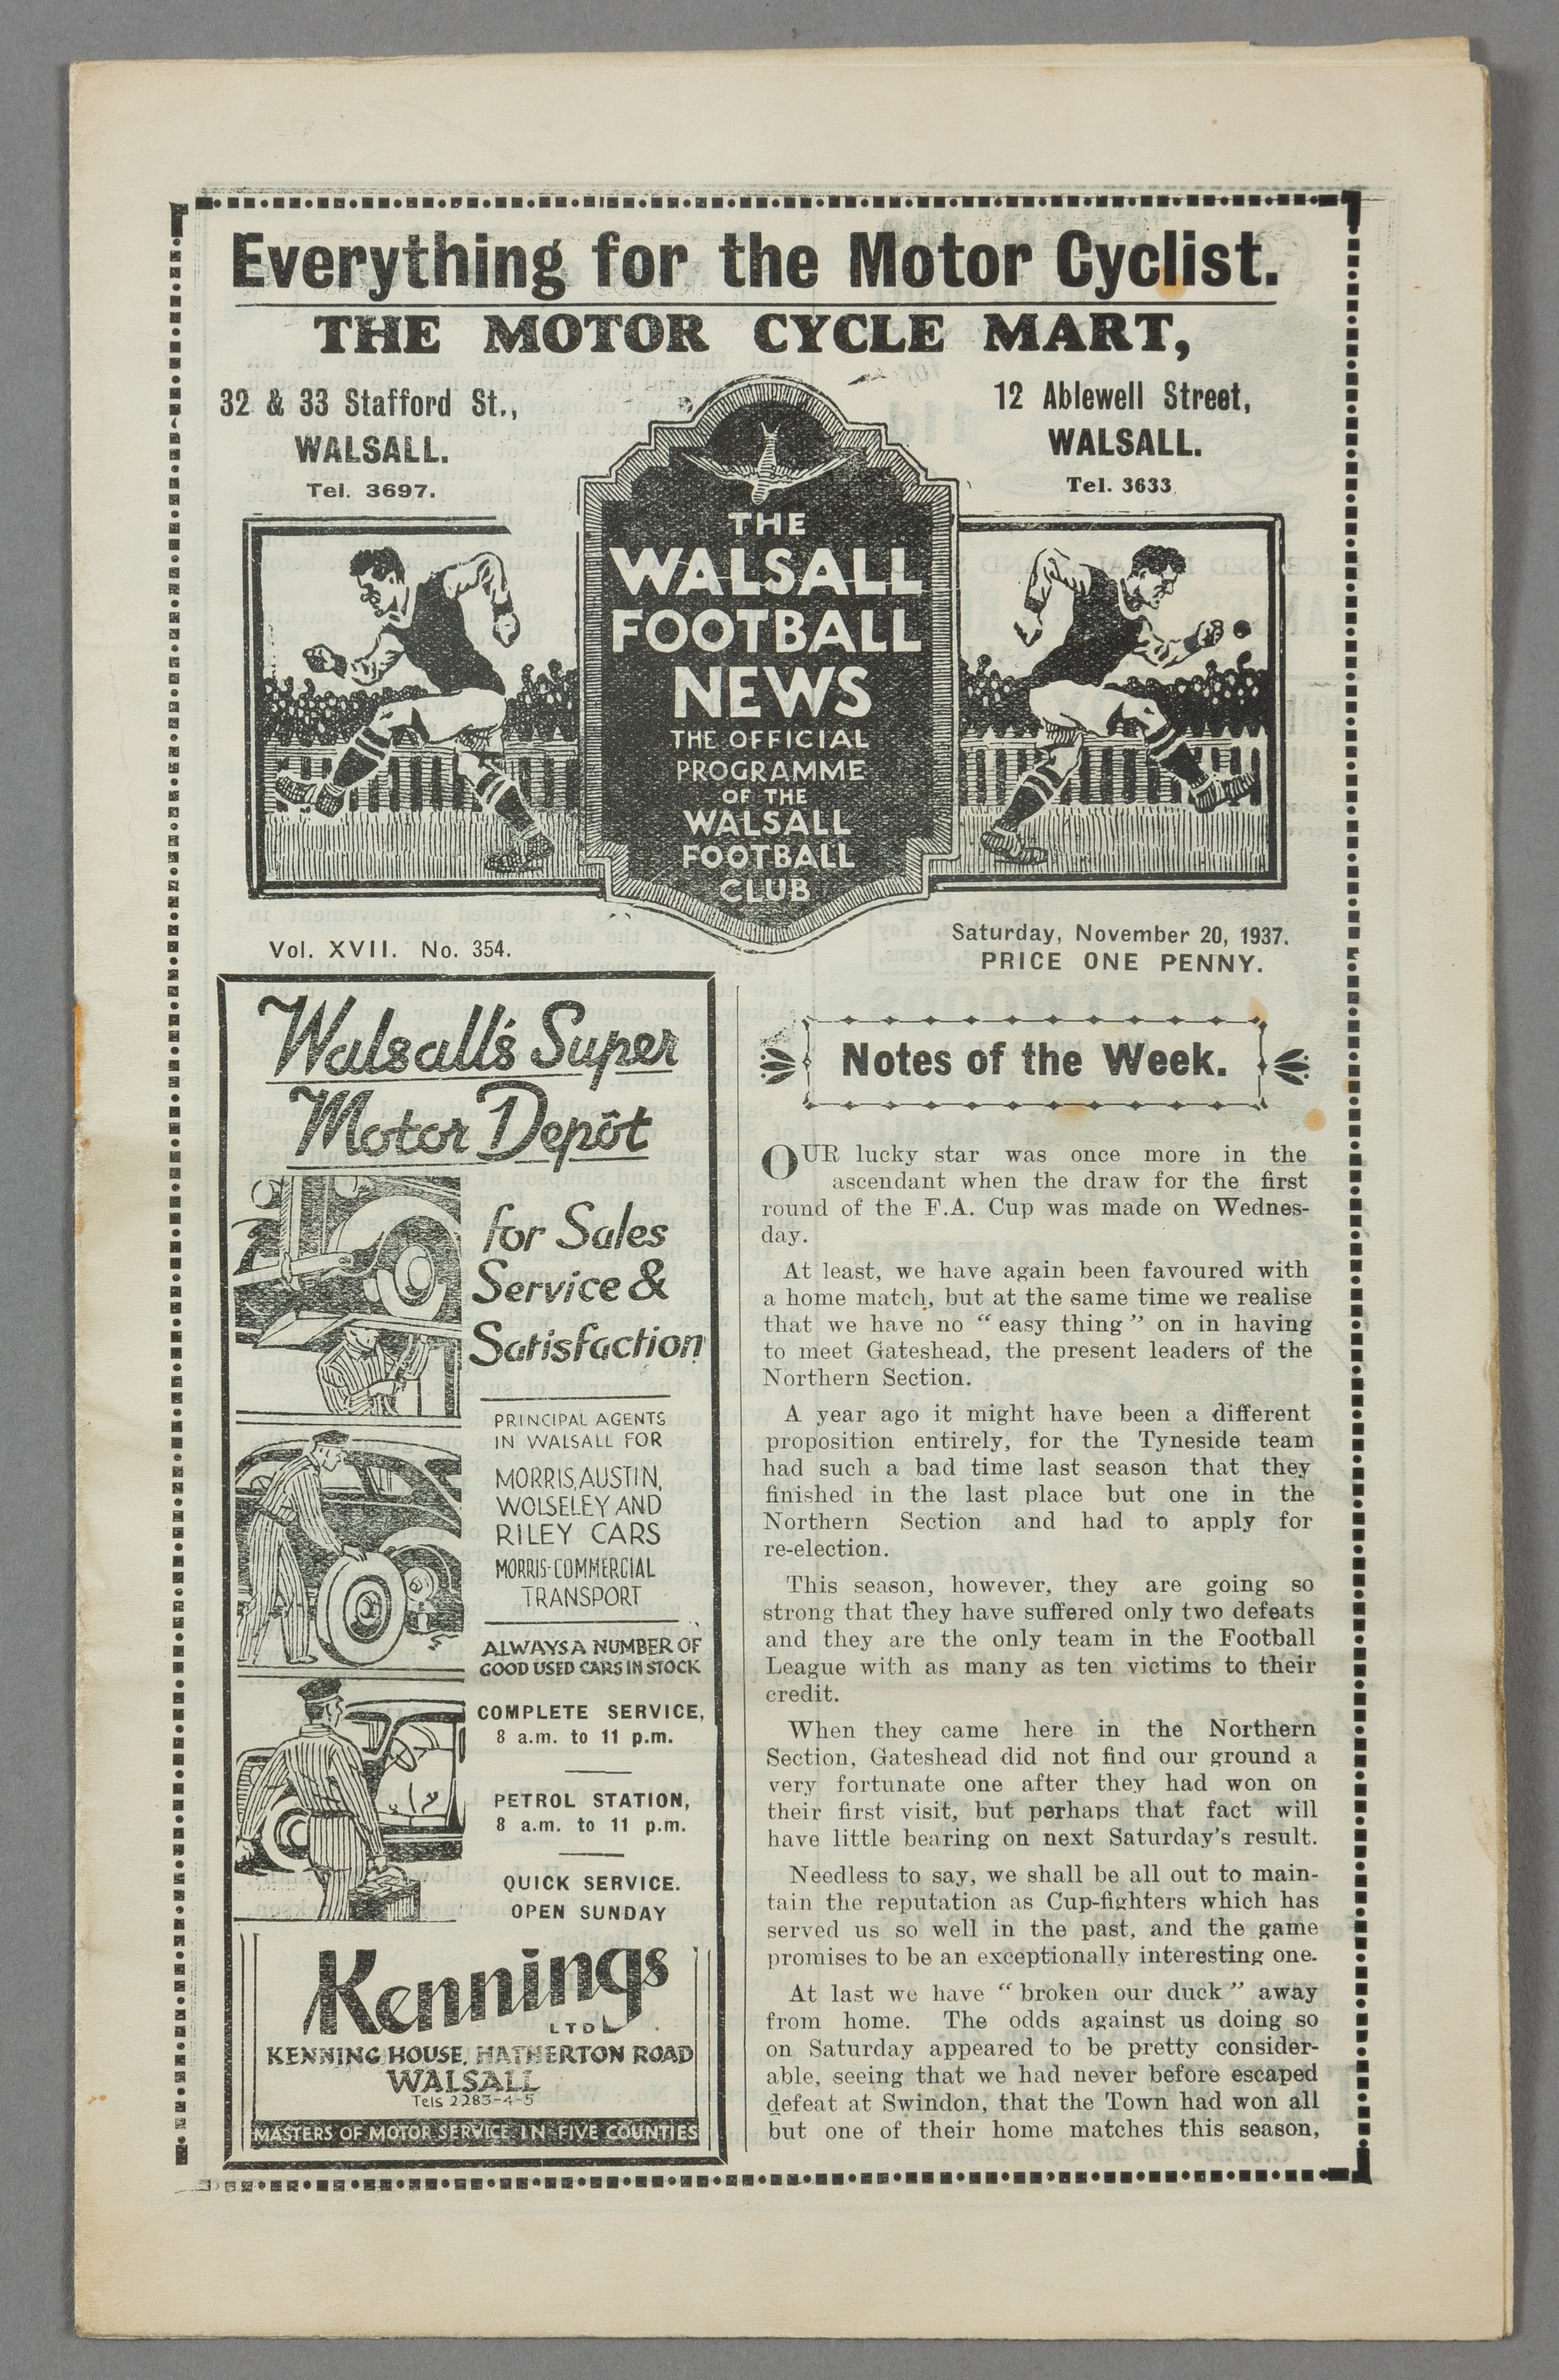 Everything for the Motor Cyclist.
THE MOTOR CYCLE MART,
32 & 33 Stafford St.,
WALSALL.
Tel. 3697.
12 Ablewell Street,
WALSALL.
Tel. 3633
THE
WALSALL
FOOTBALL
NEWS
THE OFFICIAL
PROGRAMME
OF THE
WALSALL
FOOTBALL
CLUB
Vol. XVII. No. 354.
Saturday, November 20, 1937.
PRICE ONE PENNY.
Walsall's Super
Motor Depôt
for Sales
Service &
Satisfaction
PRINCIPAL AGENTS
IN WALSALL FOR
MORRIS, AUSTIN,
WOLSELEY AND
RILEY CARS
MORRIS-COMMERCIAL
TRANSPORT
ALWAYS A NUMBER OF
GOOD USED CARS IN STOCK
COMPLETE SERVICE,
8 a.m. to 11 p.m.
PETROL STATION,
8 a.m. to 11 p.m.
QUICK SERVICE.
OPEN SUNDAY
Kennings
LTD
KENNING HOUSE, HATHERTON ROAD
WALSALL
Tels 2283-4-5
MASTERS OF MOTOR SERVICE IN FIVE COUNTIES
Notes of the Week.
OUR lucky star was once more in the
ascendant when the draw for the first
round of the F.A. Cup was made on Wednes-
day.
At least, we have again been favoured with
a home match, but at the same time we realise
that we have no "easy thing" on in having
to meet Gateshead, the present leaders of the
Northern Section.
A year ago it might have been a different
proposition entirely, for the Tyneside team
had such a bad time last season that they
finished in the last place but one in the
Northern Section and had to apply for
re-election.
This season, however, they are going so
strong that they have suffered only two defeats
and they are the only team in the Football
League with as many as ten victims to their
credit.
When they came here in the Northern
Section, Gateshead did not find our ground a
very fortunate one after they had won on
their first visit, but perhaps that fact will
have little bearing on next Saturday's result.
Needless to say, we shall be all out to main-
tain the reputation as Cup-fighters which has
served us so well in the past, and the game
promises to be an exceptionally interesting one.
At last we have "broken our duck" away
from home. The odds against us doing so
on Saturday appeared to be pretty consider-
able, seeing that we had never before escaped
defeat at Swindon, that the Town had won all
but one of their home matches this season,